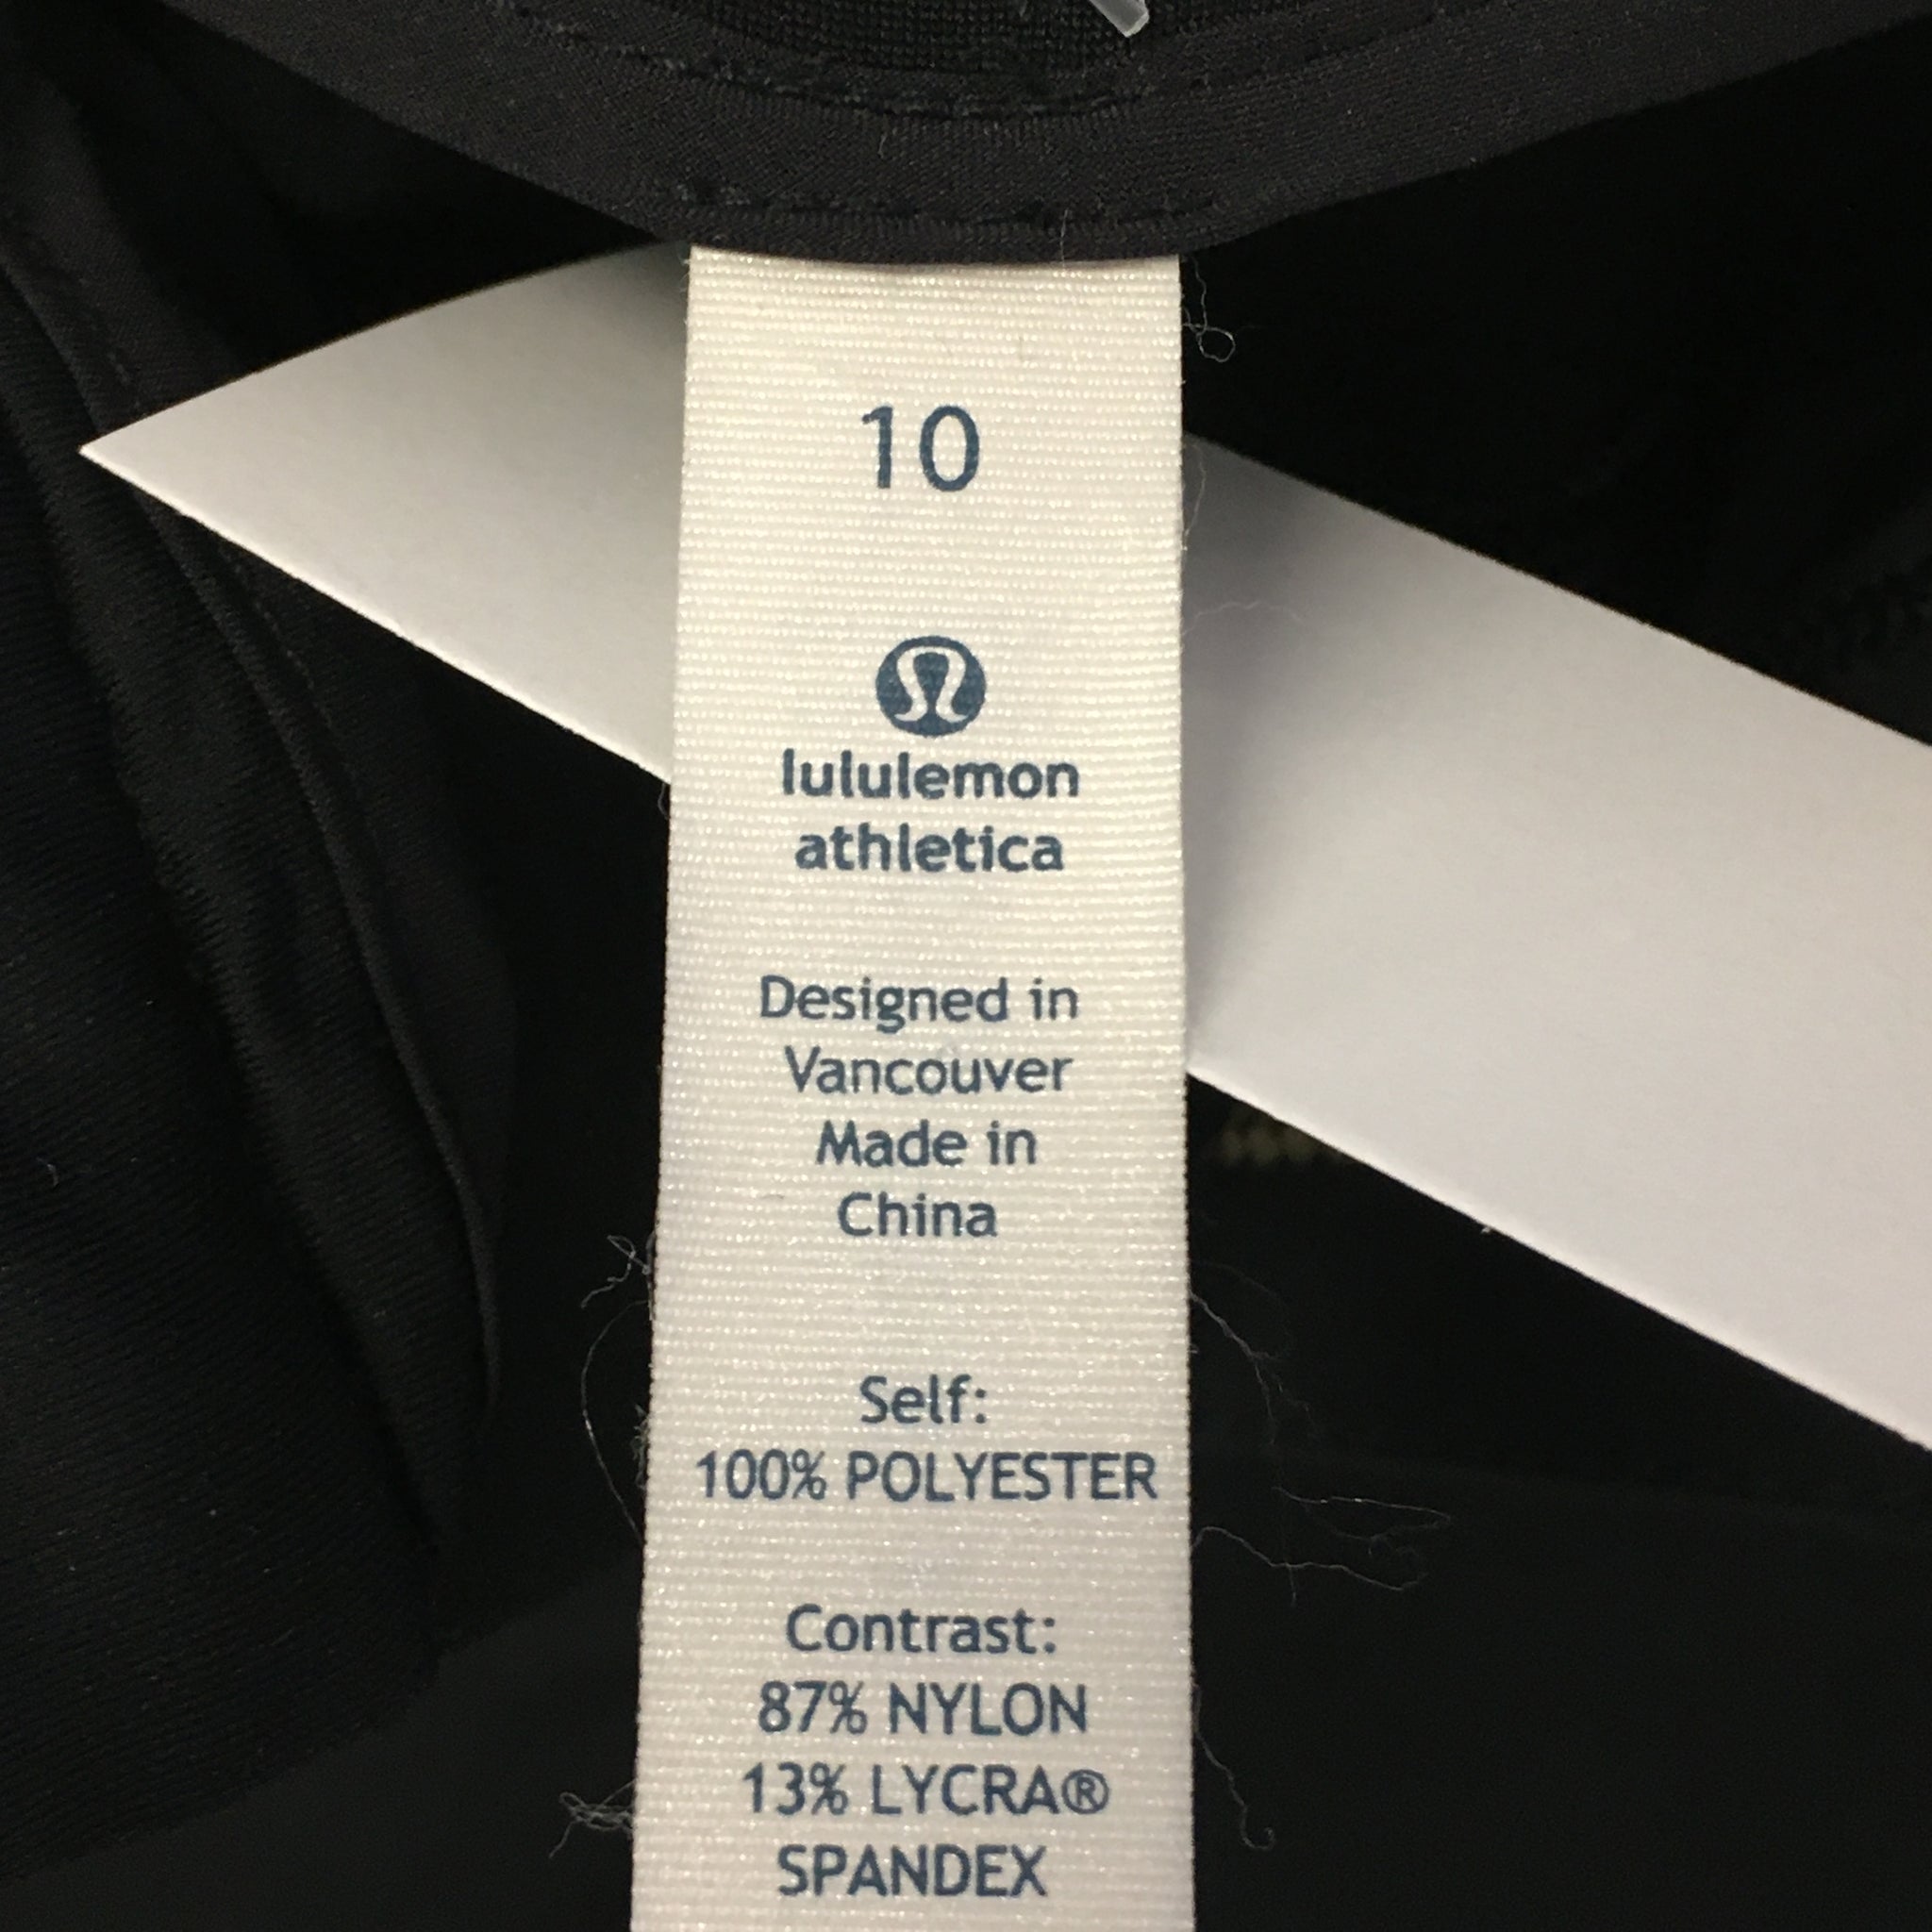 10
lululemon
athletica
Designed in
Vancouver
Made in
China
Self:
100% POLYESTER
Contrast:
87% NYLON
13% LYCRA®
SPANDEX